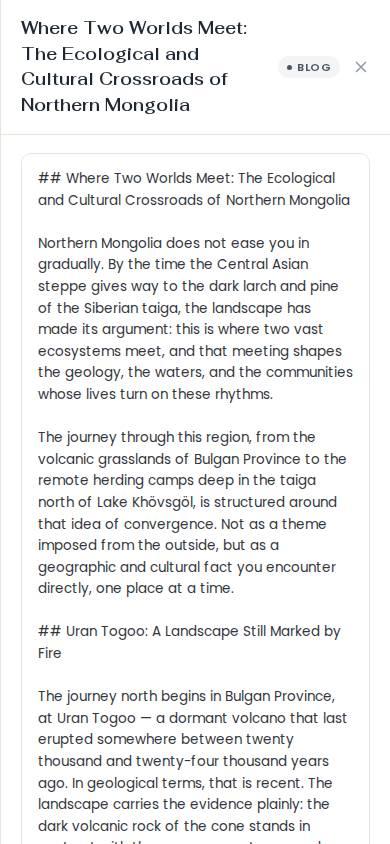 Where Two Worlds Meet:
The Ecological and
Cultural Crossroads of
Northern Mongolia
BLOG
## Where Two Worlds Meet: The Ecological
and Cultural Crossroads of Northern Mongolia
Northern Mongolia does not ease you in
gradually. By the time the Central Asian
steppe gives way to the dark larch and pine
of the Siberian taiga, the landscape has
made its argument: this is where two vast
ecosystems meet, and that meeting shapes
the geology, the waters, and the communities
whose lives turn on these rhythms.
The journey through this region, from the
volcanic grasslands of Bulgan Province to the
remote herding camps deep in the taiga
north of Lake Khövsgöl, is structured around
that idea of convergence. Not as a theme
imposed from the outside, but as a
geographic and cultural fact you encounter
directly, one place at a time.
## Uran Togoo: A Landscape Still Marked by
Fire
The journey north begins in Bulgan Province,
at Uran Togoo — a dormant volcano that last
erupted somewhere between twenty
thousand and twenty-four thousand years
ago. In geological terms, that is recent. The
landscape carries the evidence plainly: the
dark volcanic rock of the cone stands in